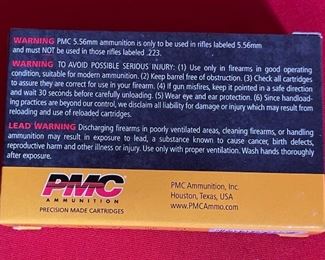 WARNING PMC 5.56mm ammunition is only to be used in rifles labeled 5.56mm
and must NOT be used in those rifles labeled .223.
WARNING TO AVOID POSSIBLE SERIOUS INJURY: (1) Use only in firearms in good operating
condition, suitable for modern ammunition. (2) Keep barrel free of obstruction. (3) Check all cartridges
to assure they are correct for use in your firearm. (4) If gun misfires, keep it pointed in a safe direction
and wait 30 seconds before carefully unloading. (5) Wear eye and ear protection. (6) Since handload-
ing practices are beyond our control, we disclaim all liability for damage or injury which may result from
reloading and use of reloaded cartridges.
LEAD WARNING Discharging firearms in poorly ventilated areas, cleaning firearms, or handling
ammunition may result in exposure to lead, a substance known to cause cancer, birth defects,
reproductive harm and other illness or injury. Use only with proper ventilation. Wash hands thoroughly
after exposure.
PMC
AMMUNITION
PRECISION MADE CARTRIDGES
PMC Ammunition, Inc.
Houston, Texas, USA
www.PMCAmmo.com